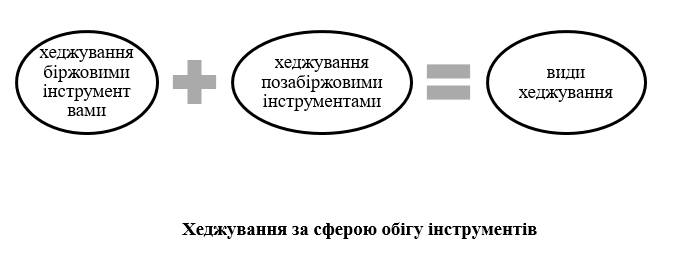 хеджування
біржовими
інструмент
вами
хеджування
позабіржовими
інструментами
види
хеджування
Хеджування за сферою обігу інструментів